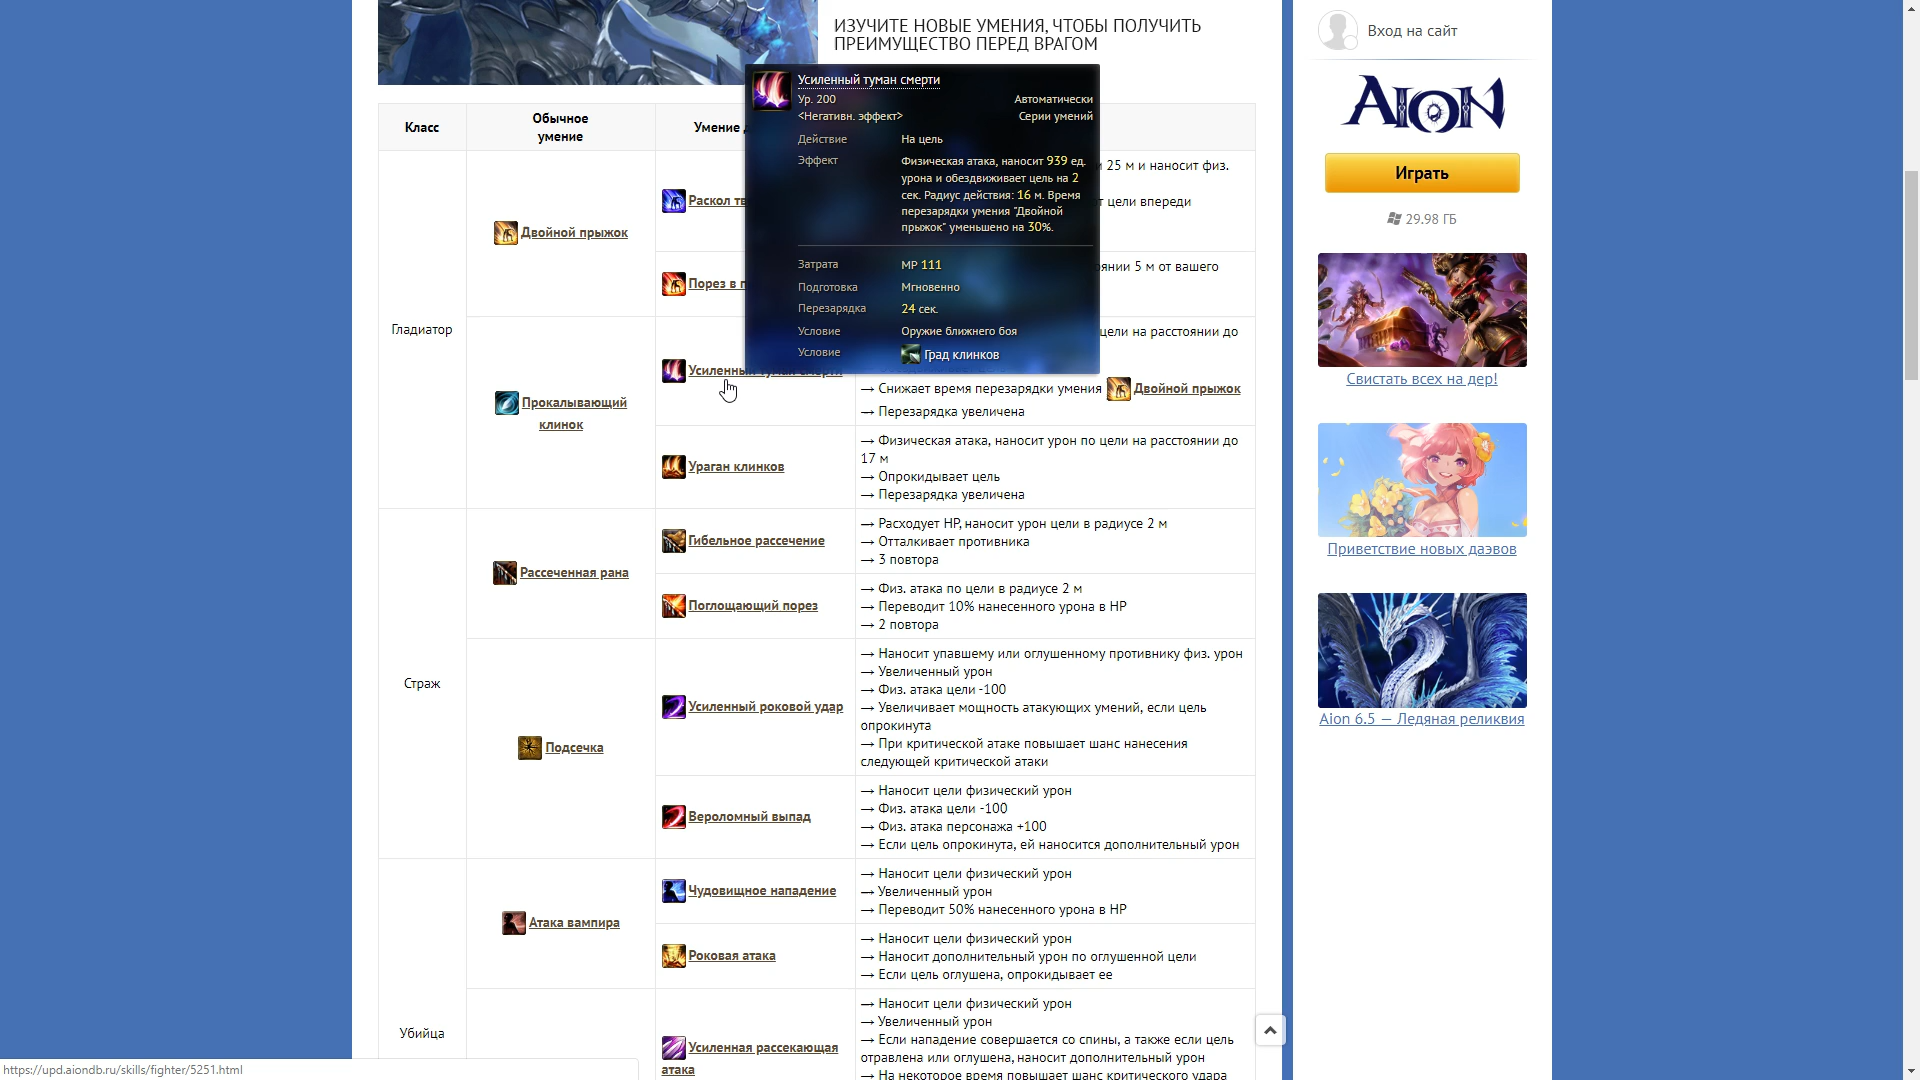 ИЗУЧИТЕ НОВЫЕ УМЕНИЯ, ЧТОБЫ ПОЛУЧИТЬ
ПРЕИМУЩЕСТВО ПЕРЕД ВРАГОМ
Вход на сайт
AION
Играть
29.98 ГБ
Свистать всех на дер!
Приветствие новых даэвов
Aion 6.5 — Ледяная реликвия
Класс
Обычное
умение
Умение
Усиленный туман смерти
Ур. 200
Автоматически
<Негативн. эффект>
Серии умений
Действие
На цель
Эффект
Физическая атака, наносит 939 ед.
урона и обездвиживает цель на 2
сек. Радиус действия: 16 м. Время
перезарядки умения "Двойной
прыжок" уменьшено на 30%.
Затрата
MP 111
Подготовка
Мгновенно
Перезарядка
24 сек.
Условие
Оружие ближнего боя
Условие
Град клинков
Гладиатор
Двойной прыжок
Раскол
25 м и наносит физ.
цели впереди
Порез в
5 м от вашего
Прокалывающий
клинок
Усиленный туман смерти
цели на расстоянии до
→ Снижает время перезарядки умения Двойной прыжок
→ Перезарядка увеличена
Ураган клинков
→ Физическая атака, наносит урон по цели на расстоянии до
17 м
→ Опрокидывает цель
→ Перезарядка увеличена
Страж
Рассеченная рана
Гибельное рассечение
→ Расходует HP, наносит урон цели в радиусе 2 м
→ Отталкивает противника
→ 3 повтора
Поглощающий порез
→ Физ. атака по цели в радиусе 2 м
→ Переводит 10% нанесенного урона в HP
→ 2 повтора
Подсечка
Усиленный роковой удар
→ Наносит упавшему или оглушенному противнику физ. урон
→ Увеличенный урон
→ Физ. атака цели -100
→ Увеличивает мощность атакующих умений, если цель
опрокинута
→ При критической атаке повышает шанс нанесения
следующей критической атаки
Вероломный выпад
→ Наносит цели физический урон
→ Физ. атака цели -100
→ Физ. атака персонажа +100
→ Если цель опрокинута, ей наносится дополнительный урон
Убийца
Атака вампира
Чудовищное нападение
→ Наносит цели физический урон
→ Увеличенный урон
→ Переводит 50% нанесенного урона в HP
Роковая атака
→ Наносит цели физический урон
→ Наносит дополнительный урон по оглушенной цели
→ Если цель оглушена, опрокидывает ее
Усиленная рассекающая
атака
→ Наносит цели физический урон
→ Увеличенный урон
→ Если нападение совершается со спины, а также если цель
отравлена или оглушена, наносит дополнительный урон
→ На некоторое время повышает шанс критического удара
https://upd.aiondb.ru/skills/fighter/5251.html